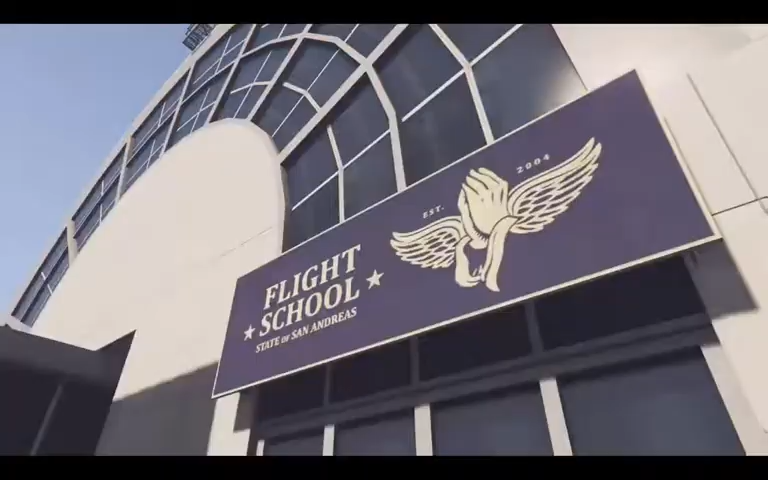 FLIGHT
SCHOOL
STATE OF SAN ANDREAS
EST.
2004